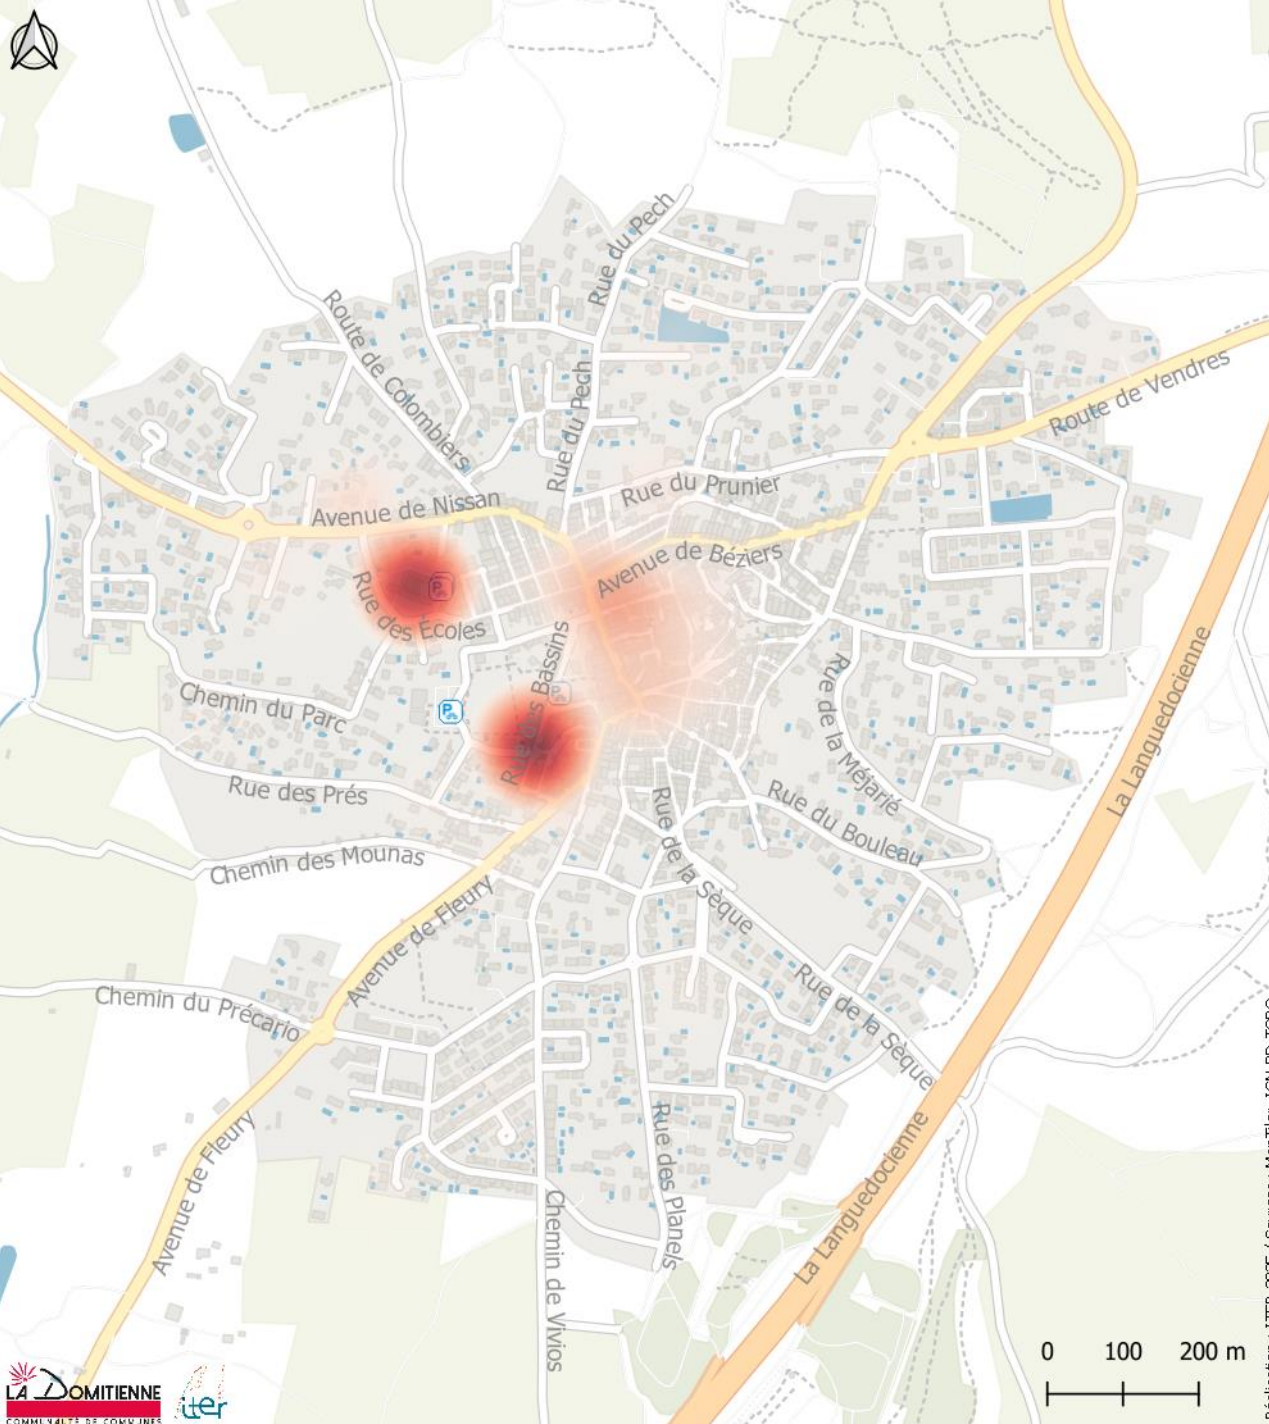 Rue du Pech
Route de Colombiers
Rue du Pech
Route de Vendres
Avenue de Nissan
Rue du Prunier
Avenue de Béziers
P
Rue des Écoles
Rue des Bassins
La Languedocienne
Rue de la Méjarié
Chemin du Parc
P
Rue des Prés
Rue du Bouleau
Rue de la Sèque
Chemin des Mounas
Avenue de Fleury
Rue de la Sèque
Chemin du Précario
Avenue de Fleury
Rue des Planels
La Languedocienne
Chemin de Vivios
0 100 200 m
LA DOMITIENNE
COMMUNAUTÉ DE COMMUNES
iter